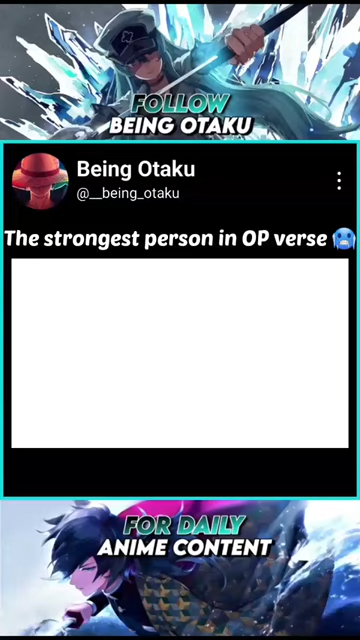 FOLLOW
BEING OTAKU
Being Otaku
@__being_otaku
The strongest person in OP verse 🥶
FOR DAILY
ANIME CONTENT